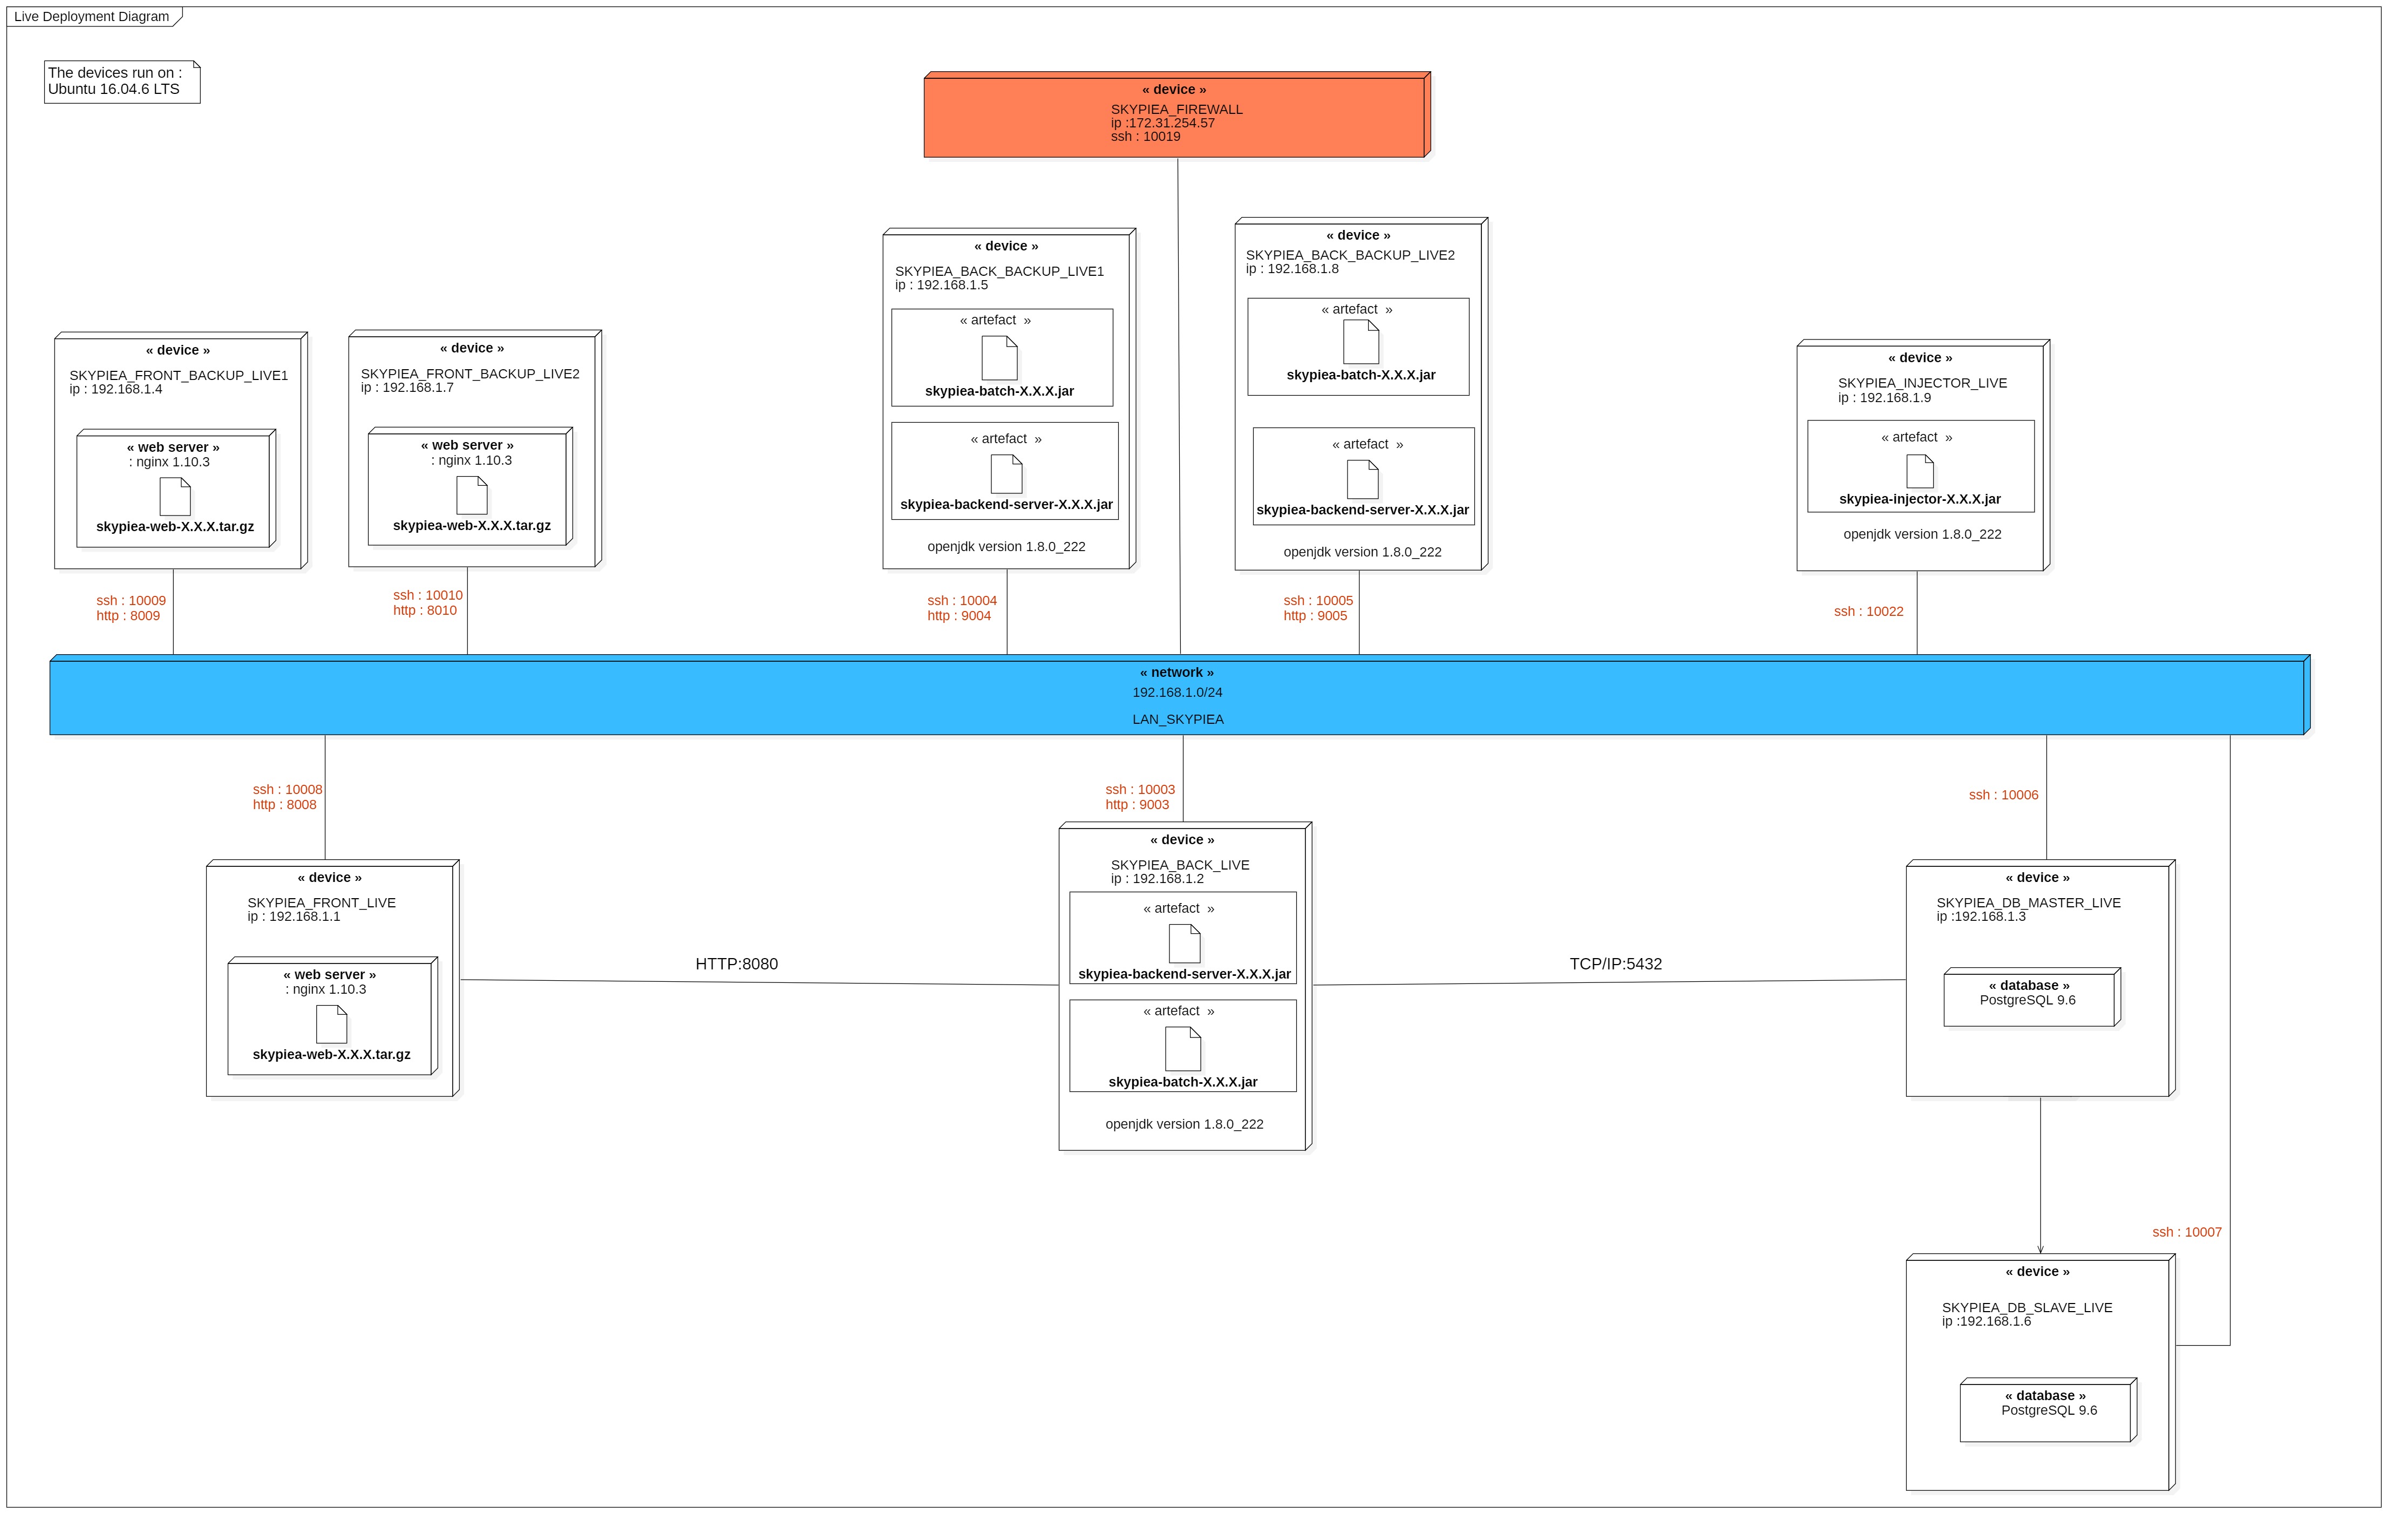 Live Deployment Diagram
The devices run on :
Ubuntu 16.04.6 LTS
« device »
SKYPIEA_FIREWALL
ip :172.31.254.57
ssh : 10019
« device »
SKYPIEA_FRONT_BACKUP_LIVE1
ip : 192.168.1.4
« web server »
: nginx 1.10.3
skypiea-web-X.X.X.tar.gz
ssh : 10009
http : 8009
« device »
SKYPIEA_FRONT_BACKUP_LIVE2
ip : 192.168.1.7
« web server »
: nginx 1.10.3
skypiea-web-X.X.X.tar.gz
ssh : 10010
http : 8010
« device »
SKYPIEA_BACK_BACKUP_LIVE1
ip : 192.168.1.5
« artefact »
skypiea-batch-X.X.X.jar
« artefact »
skypiea-backend-server-X.X.X.jar
openjdk version 1.8.0_222
ssh : 10004
http : 9004
« device »
SKYPIEA_BACK_BACKUP_LIVE2
ip : 192.168.1.8
« artefact »
skypiea-batch-X.X.X.jar
« artefact »
skypiea-backend-server-X.X.X.jar
openjdk version 1.8.0_222
ssh : 10005
http : 9005
« device »
SKYPIEA_INJECTOR_LIVE
ip : 192.168.1.9
« artefact »
skypiea-injector-X.X.X.jar
openjdk version 1.8.0_222
ssh : 10022
« network »
192.168.1.0/24
LAN_SKYPIEA
ssh : 10008
http : 8008
« device »
SKYPIEA_FRONT_LIVE
ip : 192.168.1.1
« web server »
: nginx 1.10.3
skypiea-web-X.X.X.tar.gz
HTTP:8080
ssh : 10003
http : 9003
« device »
SKYPIEA_BACK_LIVE
ip : 192.168.1.2
« artefact »
skypiea-backend-server-X.X.X.jar
« artefact »
skypiea-batch-X.X.X.jar
openjdk version 1.8.0_222
TCP/IP:5432
ssh : 10006
« device »
SKYPIEA_DB_MASTER_LIVE
ip :192.168.1.3
« database »
PostgreSQL 9.6
ssh : 10007
« device »
SKYPIEA_DB_SLAVE_LIVE
ip :192.168.1.6
« database »
PostgreSQL 9.6